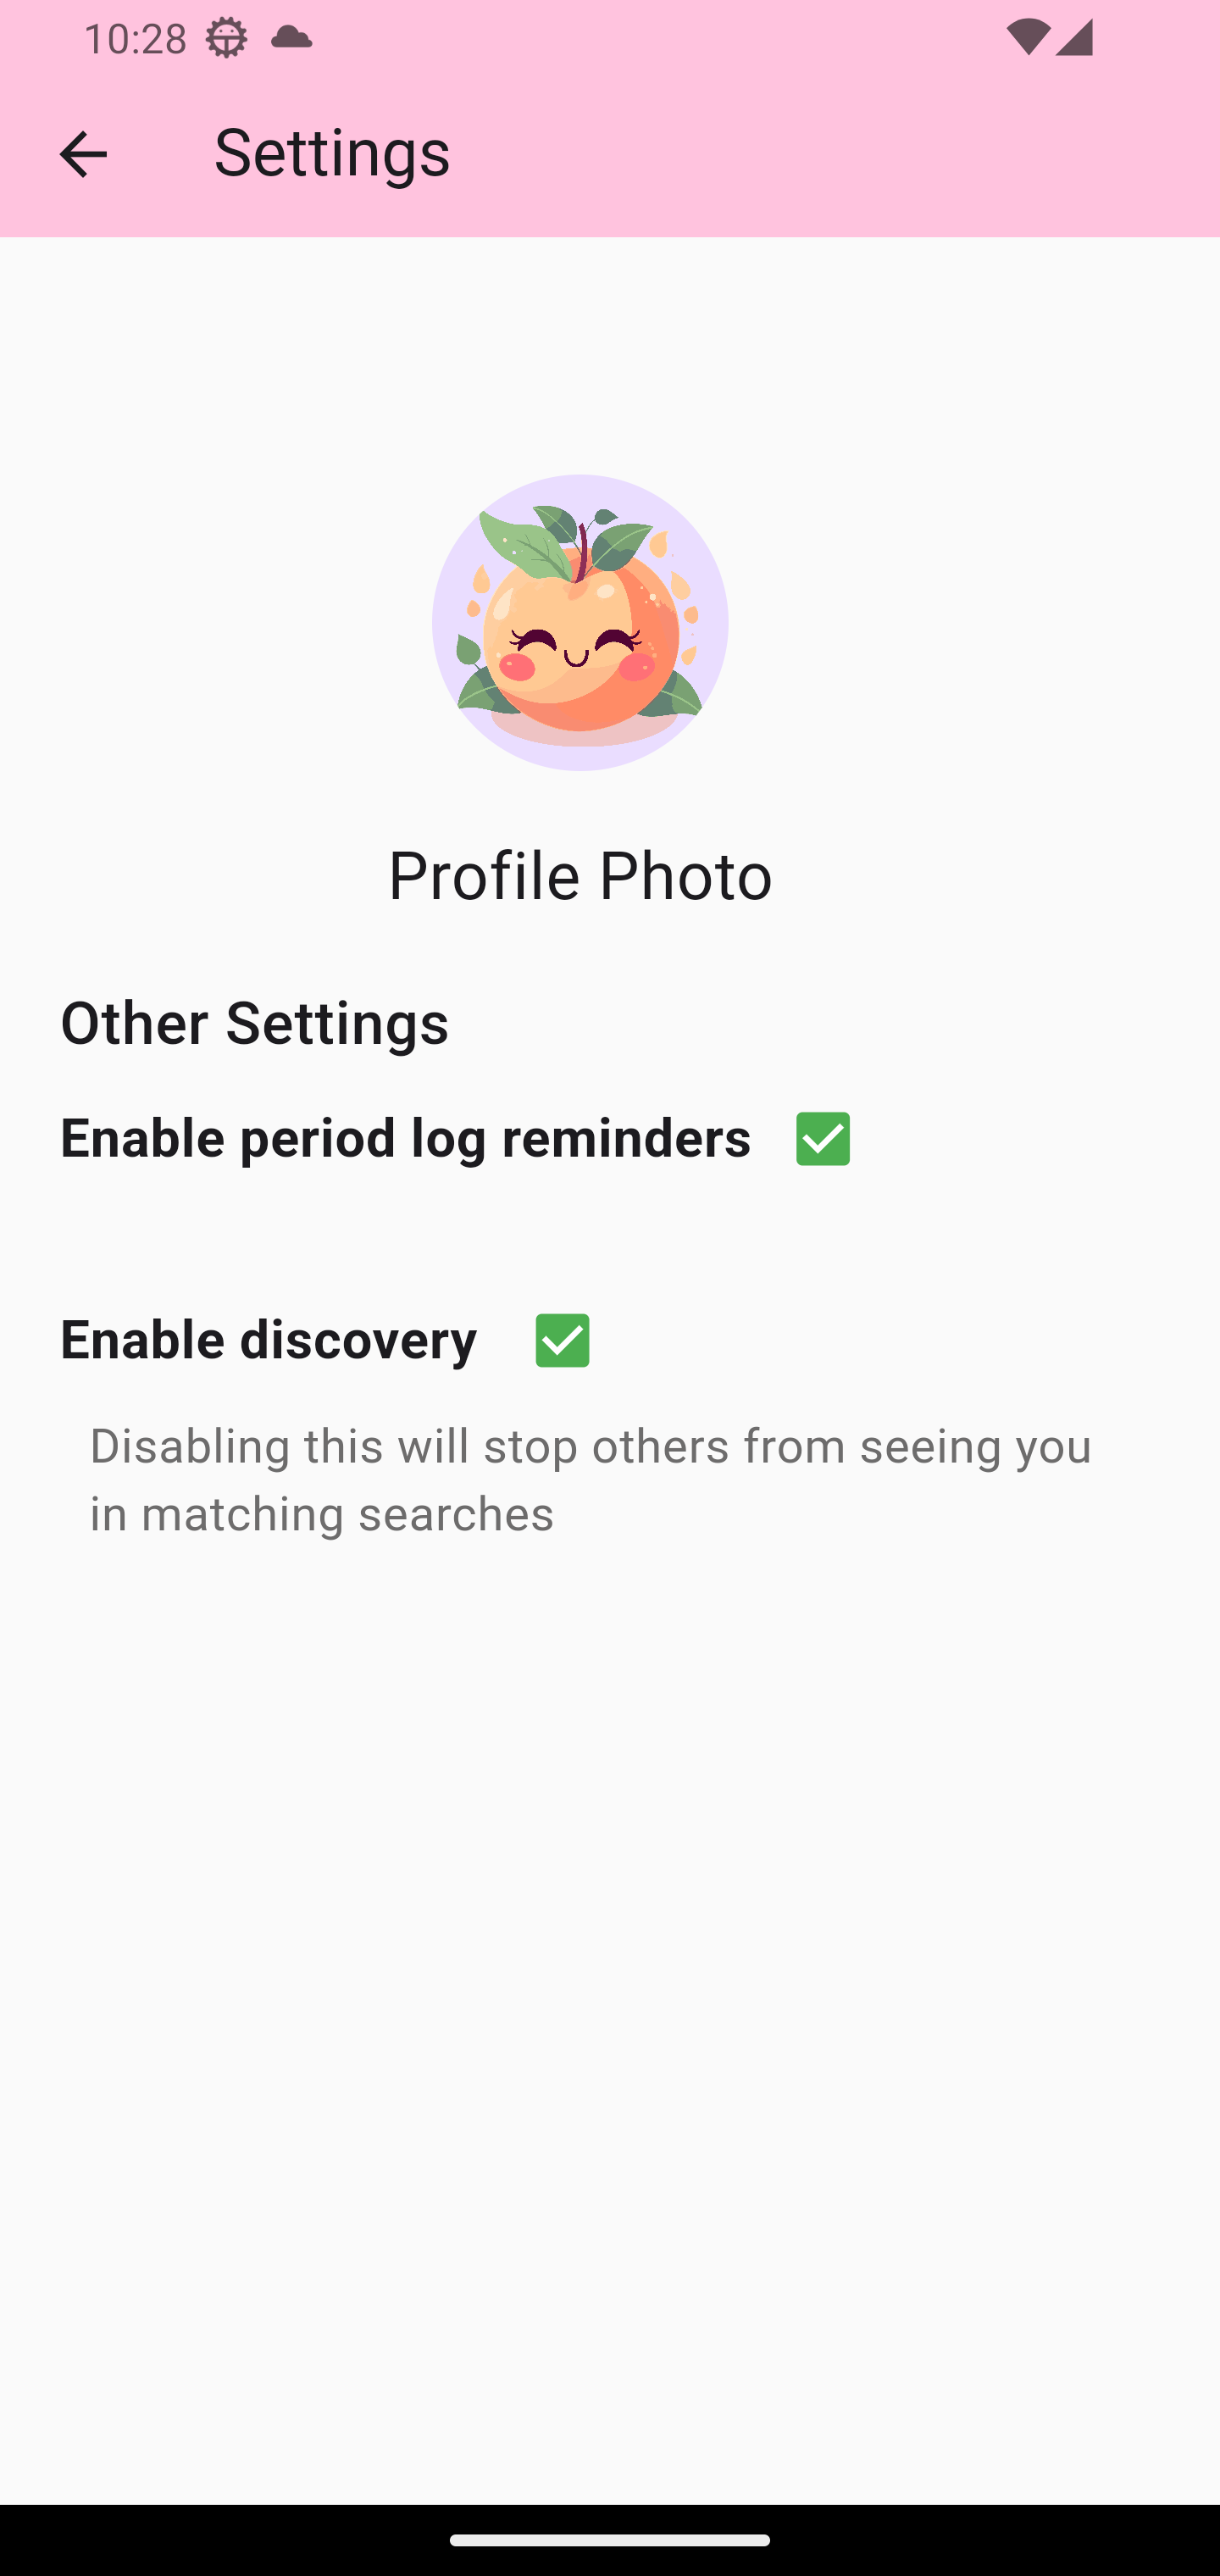 10:28
Settings
Profile Photo
Other Settings
Enable period log reminders
Enable discovery
Disabling this will stop others from seeing you
in matching searches